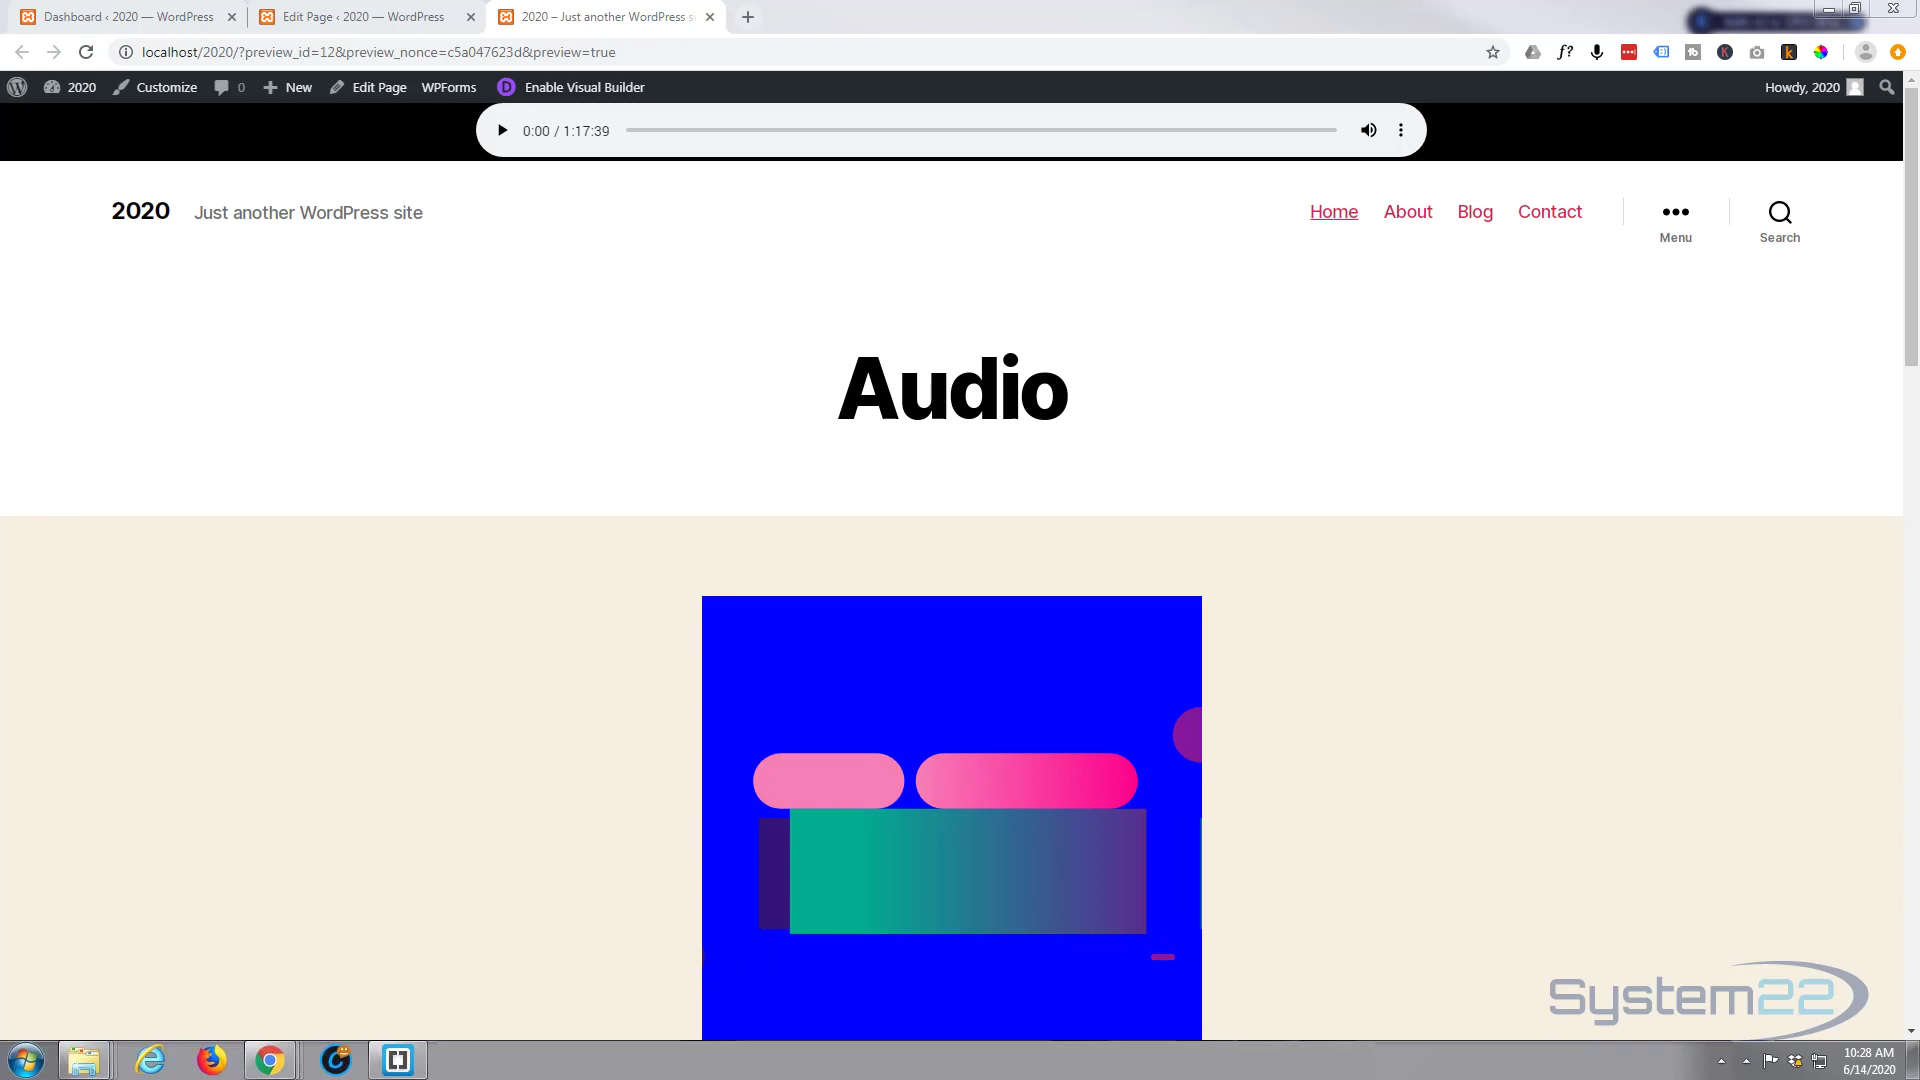 Dashboard ‹ 2020 — WordPress
Edit Page ‹ 2020 — WordPress
2020 – Just another WordPress s
localhost/2020/?preview_id=12&preview_nonce=c5a047623d&preview=true
2020
Customize
0
New
Edit Page
WPForms
D
Enable Visual Builder
Howdy, 2020
0:00 / 1:17:39
2020
Just another WordPress site
Home
About
Blog
Contact
Menu
Search
Audio
System22
10:28 AM
6/14/2020